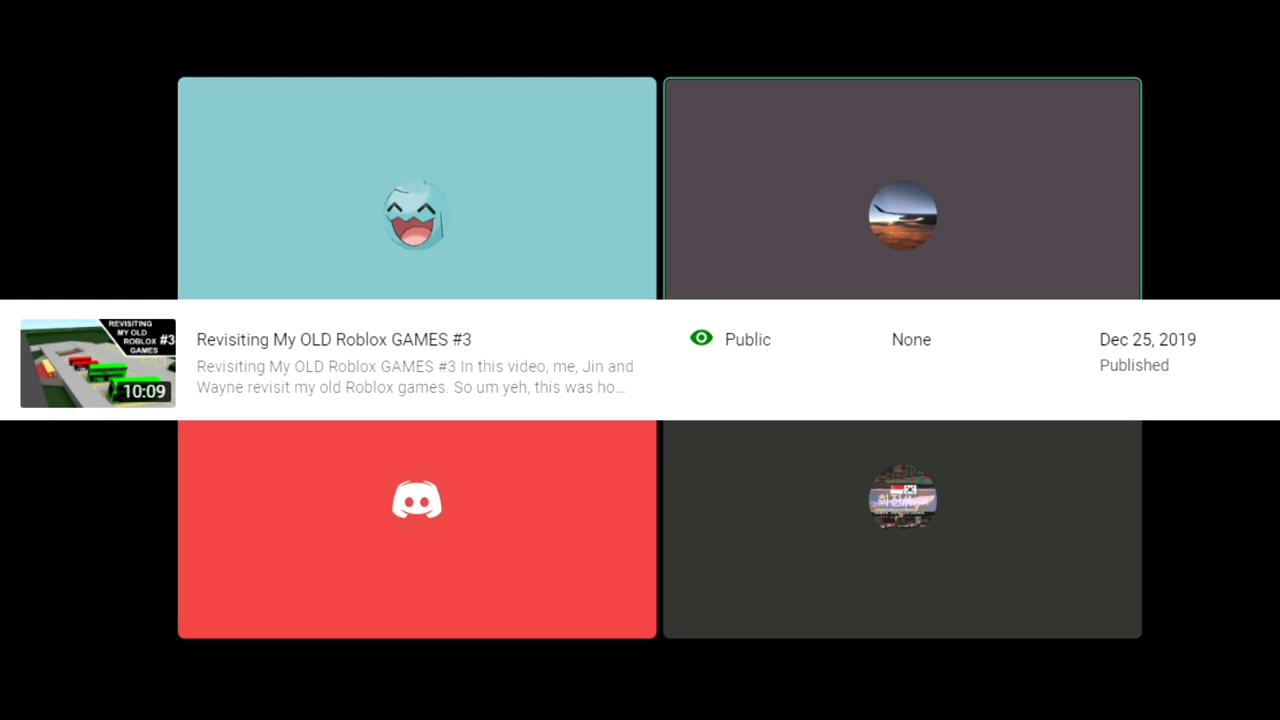 REVISITING
MY OLD
ROBLOX #3
GAMES
10:09
Revisiting My OLD Roblox GAMES #3
Revisiting My OLD Roblox GAMES #3 In this video, me, Jin and
Wayne revisit my old Roblox games. So um yeh, this was ho...
Public
None
Dec 25, 2019
Published